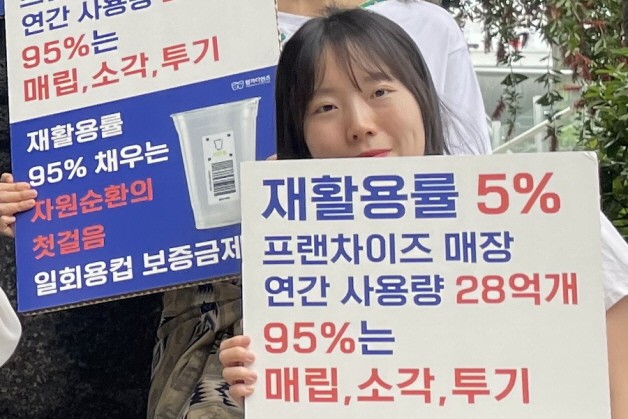 연간 사용량
95%는
매립,소각,투기
재활용률
95% 채우는
자원순환의
첫걸음
일회용컵 보증금제
재활용률 5%
프랜차이즈 매장
연간 사용량 28억개
95%는
매립,소각,투기